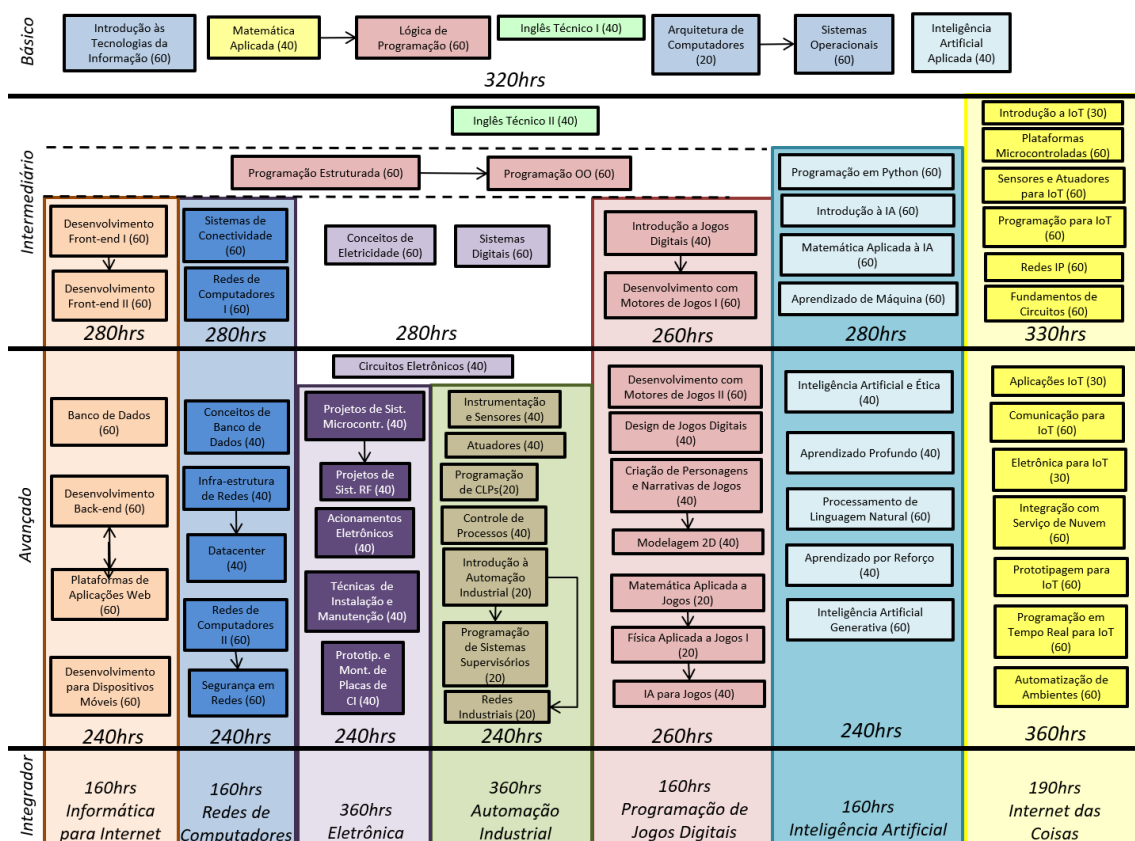 Básico
Introdução às
Tecnologias da
Informação (60)
Matemática
Aplicada (40)
Lógica de
Programação (60)
Inglês Técnico I (40)
Arquitetura de
Computadores
(20)
Sistemas
Operacionais
(60)
Inteligência
Artificial
Aplicada (40)
320hrs
Intermediário
Inglês Técnico II (40)
Programação Estruturada (60)
Programação OO (60)
Desenvolvimento
Front-end I (60)
Desenvolvimento
Front-end II (60)
280hrs
Sistemas de
Conectividade
(60)
Redes de
Computadores
I (60)
280hrs
Conceitos de
Eletricidade (60)
Sistemas
Digitais (60)
280hrs
Introdução a Jogos
Digitais (40)
Desenvolvimento com
Motores de Jogos I (60)
260hrs
Programação em Python (60)
Introdução à IA (60)
Matemática Aplicada à IA
(60)
Aprendizado de Máquina (60)
280hrs
Introdução a IoT (30)
Plataformas
Microcontroladas (60)
Sensores e Atuadores
para IoT (60)
Programação para IoT
(60)
Redes IP (60)
Fundamentos de
Circuitos (60)
330hrs
Avançado
Banco de Dados
(60)
Desenvolvimento
Back-end (60)
Plataformas de
Aplicações Web
(60)
Desenvolvimento
para Dispositivos
Móveis (60)
240hrs
Conceitos de
Banco de
Dados (40)
Infra-estrutura
de Redes (40)
Datacenter
(40)
Redes de
Computadores
II (60)
Segurança em
Redes (60)
240hrs
Circuitos Eletrônicos (40)
Projetos de Sist.
Microcontr. (40)
Projetos de
Sist. RF (40)
Acionamentos
Eletrônicos
(40)
Técnicas de
Instalação e
Manutenção (40)
Prototip. e
Mont. de
Placas de
CI (40)
240hrs
Instrumentação
e Sensores (40)
Atuadores (40)
Programação
de CLPs(20)
Controle de
Processos (40)
Introdução à
Automação
Industrial (20)
Programação
de Sistemas
Supervisórios
(20)
Redes
Industriais (20)
240hrs
Desenvolvimento com
Motores de Jogos II (60)
Design de Jogos Digitais
(40)
Criação de Personagens
e Narrativas de Jogos
(40)
Modelagem 2D (40)
Matemática Aplicada a
Jogos (20)
Física Aplicada a Jogos I
(20)
IA para Jogos (40)
260hrs
Inteligência Artificial e Ética
(40)
Aprendizado Profundo (40)
Processamento de
Linguagem Natural (60)
Aprendizado por Reforço
(40)
Inteligência Artificial
Generativa (60)
240hrs
Aplicações IoT (30)
Comunicação para
IoT (60)
Eletrônica para IoT
(30)
Integração com
Serviço de Nuvem
(60)
Prototipagem para
IoT (60)
Programação em
Tempo Real para IoT
(60)
Automatização de
Ambientes (60)
360hrs
Integrador
160hrs
Informática
para Internet
160hrs
Redes de
Computadores
360hrs
Eletrônica
360hrs
Automação
Industrial
160hrs
Programação de
Jogos Digitais
160hrs
Inteligência Artificial
190hrs
Internet das
Coisas